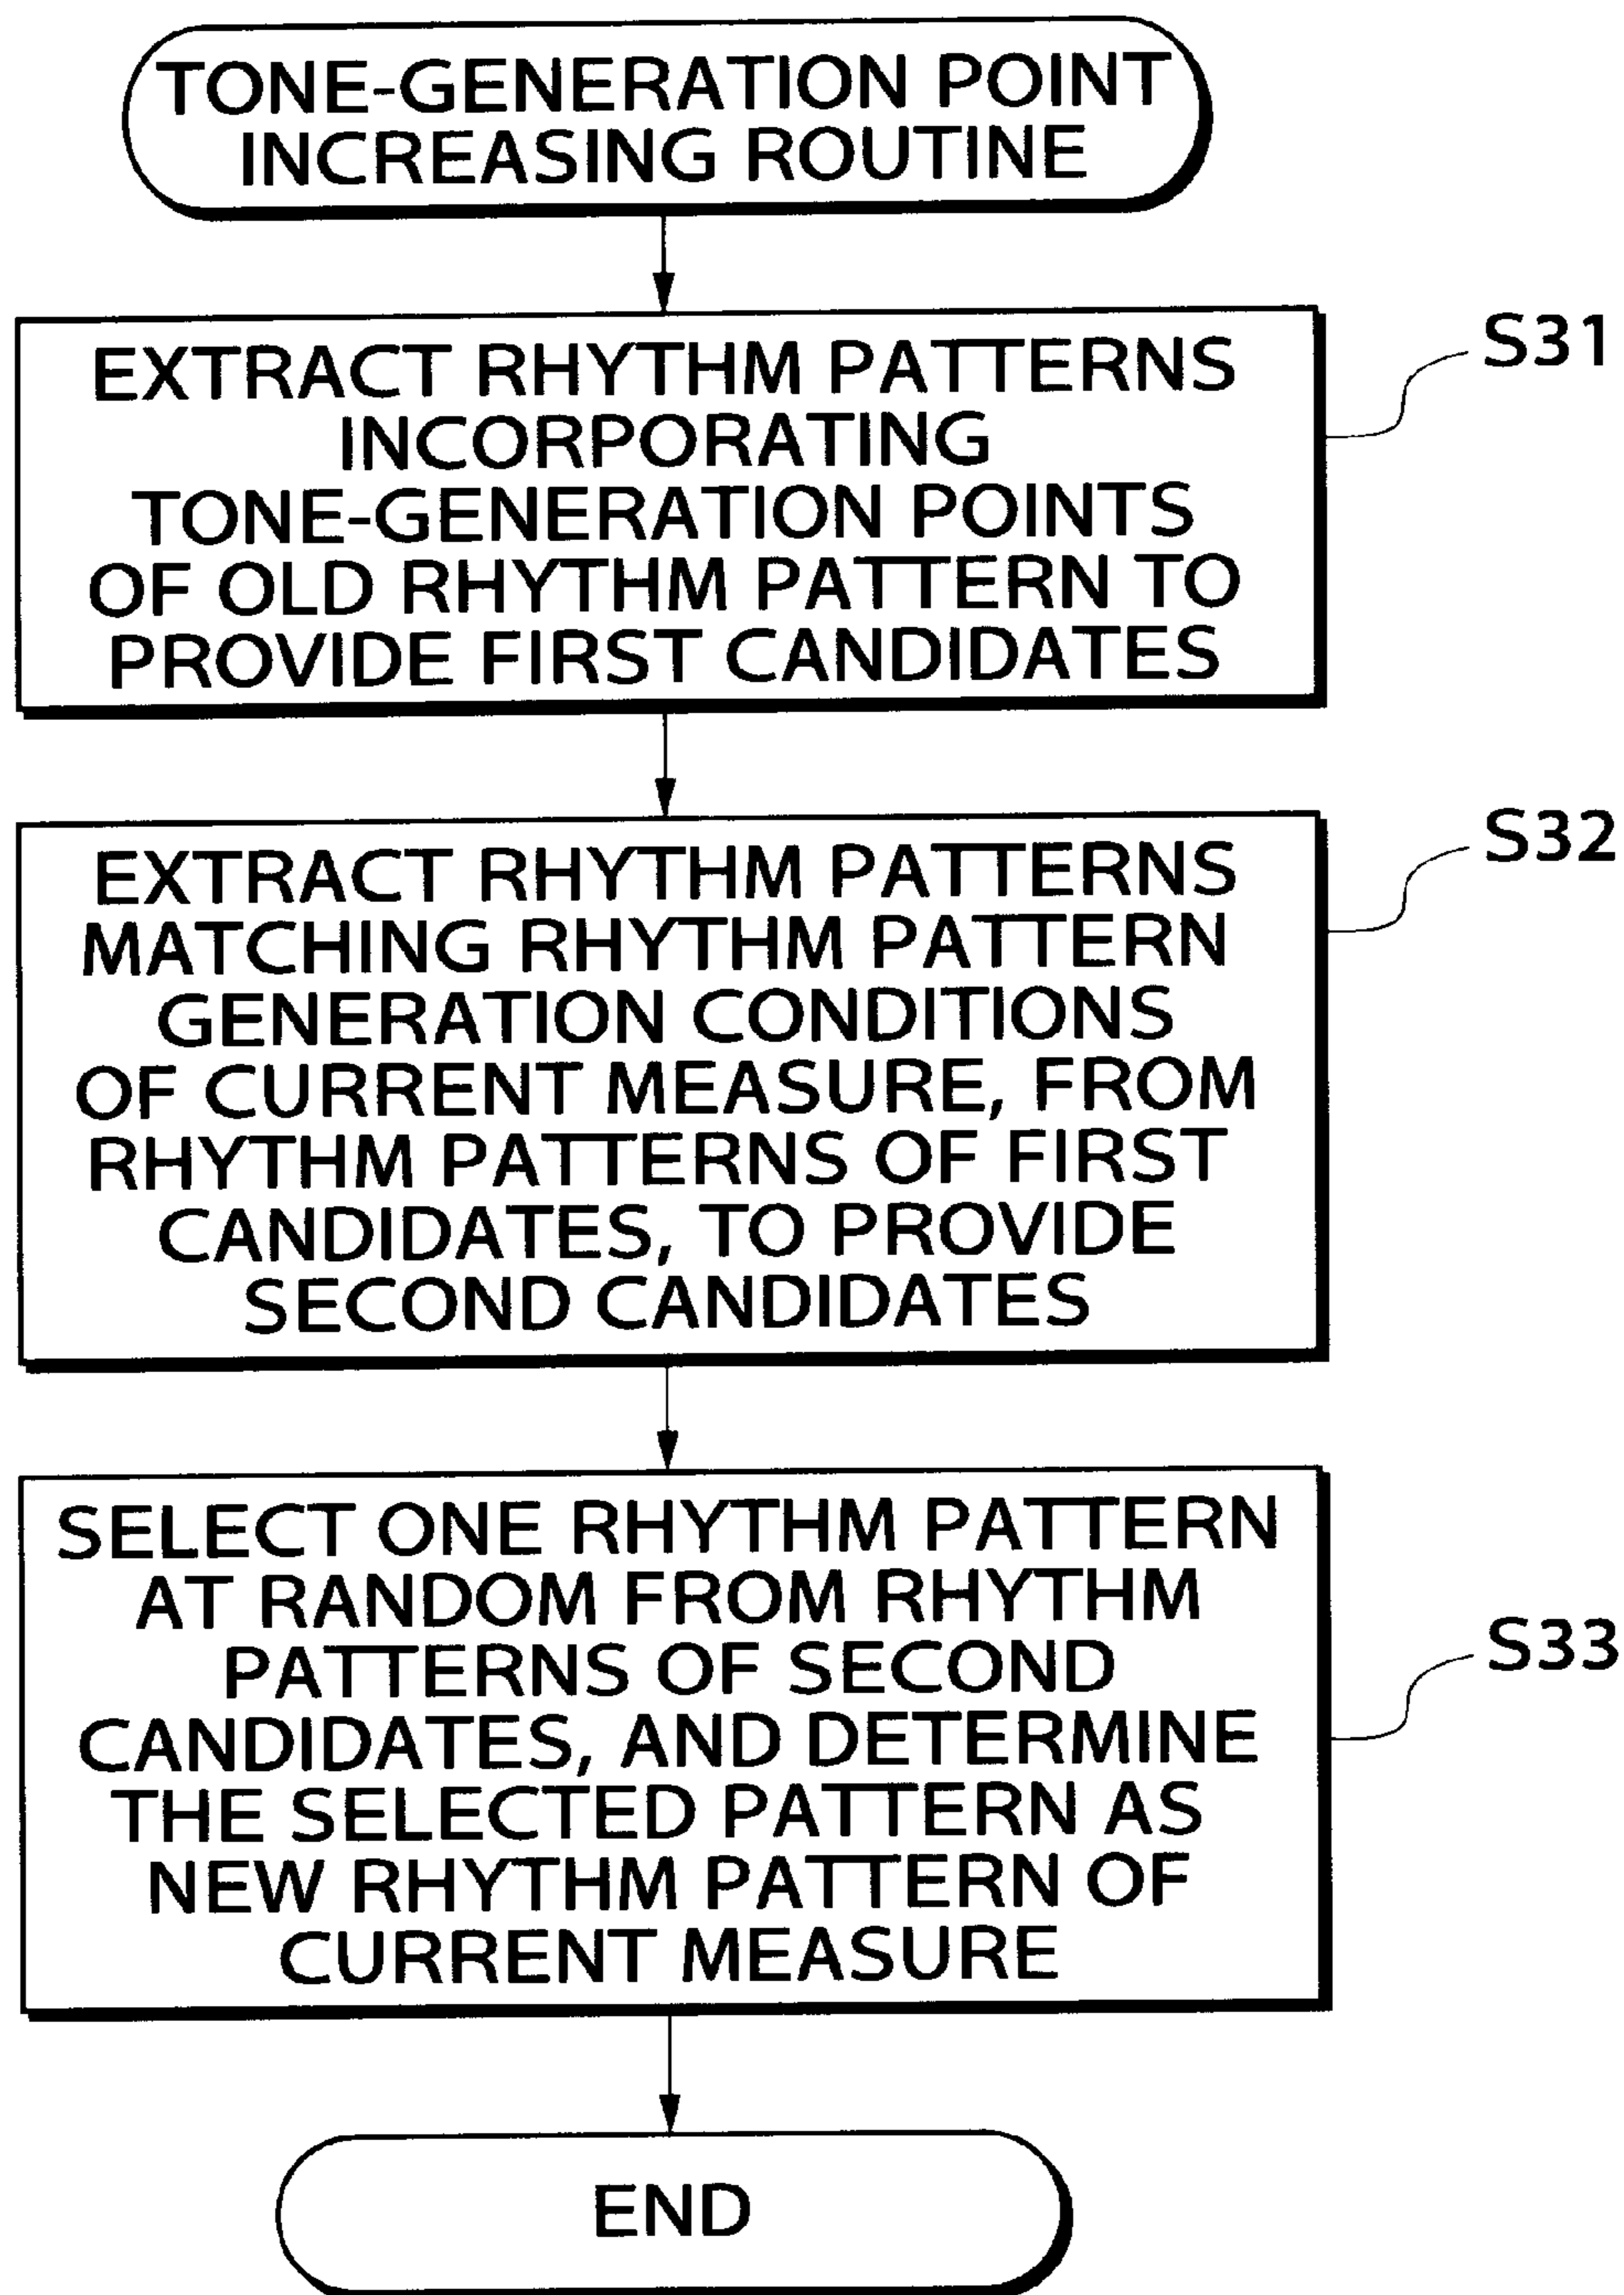 TONE-GENERATION POINT
INCREASING ROUTINE
EXTRACT RHYTHM PATTERNS
INCORPORATING
TONE-GENERATION POINTS
OF OLD RHYTHM PATTERN TO
PROVIDE FIRST CANDIDATES
S31
EXTRACT RHYTHM PATTERNS
MATCHING RHYTHM PATTERN
GENERATION CONDITIONS
OF CURRENT MEASURE, FROM
RHYTHM PATTERNS OF FIRST
CANDIDATES, TO PROVIDE
SECOND CANDIDATES
S32
SELECT ONE RHYTHM PATTERN
AT RANDOM FROM RHYTHM
PATTERNS OF SECOND
CANDIDATES, AND DETERMINE
THE SELECTED PATTERN AS
NEW RHYTHM PATTERN OF
CURRENT MEASURE
S33
END